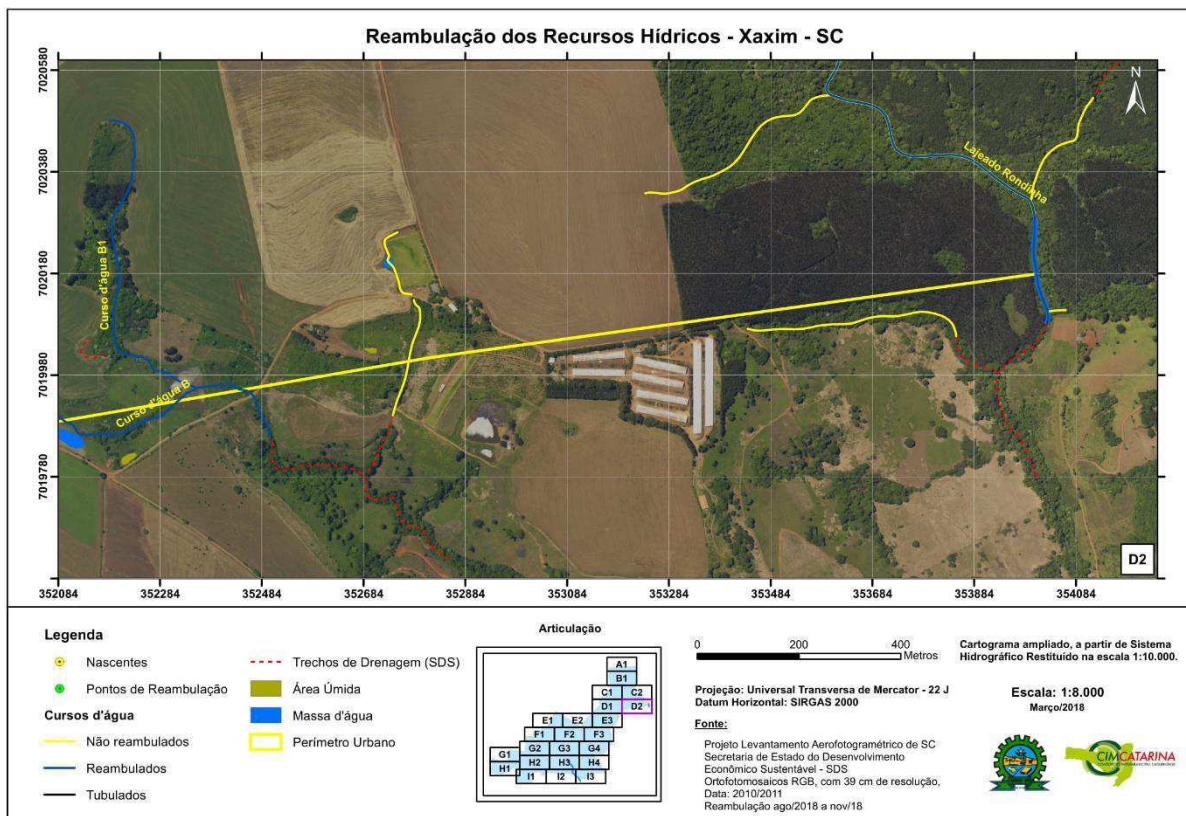 Reambulação dos Recursos Hídricos - Xaxim - SC
7020580
7020380
7020180
7019980
7019780
N
Lajeado Rondinha
Curso d'água B1
Curso d'água B
D2
352084 352284 352484 352684 352884 353084 353284 353484 353684 353884 354084
Legenda
Nascentes
Pontos de Reambulação
Cursos d'água
Não reambulados
Reambulados
Tubulados
Trechos de Drenagem (SDS)
Área Úmida
Massa d'água
Perímetro Urbano
Articulação
A1
B1
C1 C2
D1 D2
E1 E2 E3
F1 F2 F3
G1 G2 G3 G4
H1 H2 H3 H4
I1 I2 I3
0 200 400
Metros
Projeção: Universal Transversa de Mercator - 22 J
Datum Horizontal: SIRGAS 2000
Fonte:
Projeto Levantamento Aerofotogramétrico de SC
Secretaria de Estado do Desenvolvimento
Econômico Sustentável - SDS
Ortofotomosaicos RGB, com 39 cm de resolução,
Data: 2010/2011
Reambulação ago/2018 a nov/18
Cartograma ampliado, a partir de Sistema
Hidrográfico Restituído na escala 1:10.000.
Escala: 1:8.000
Março/2018
CIMCATARINA